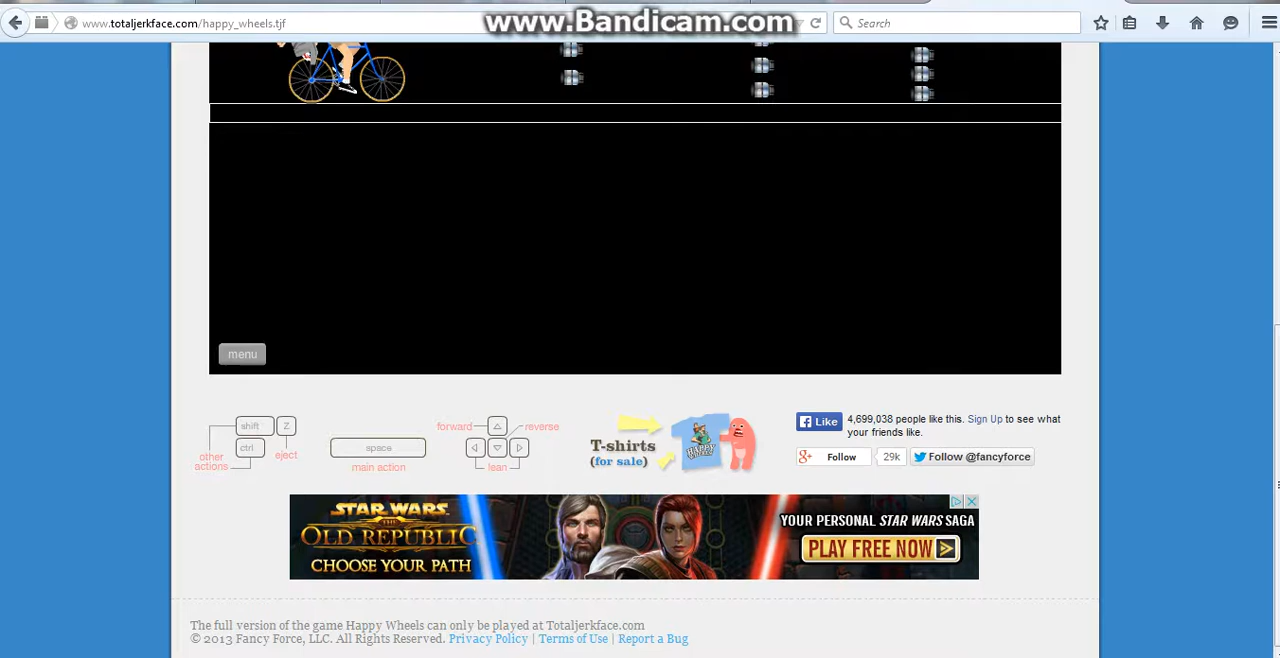 www.totaljerkface.com/happy_wheels.tjf
www.Bandicam.com
Search
menu
shift
Z
ctrl
other
actions
eject
space
main action
forward
reverse
lean
T-shirts
(for sale)
HAPPY
WHEELS
Like
4,699,038 people like this. Sign Up to see what
your friends like.
Follow
29k
Follow @fancyforce
STAR WARS
THE
OLD REPUBLIC
CHOOSE YOUR PATH
YOUR PERSONAL STAR WARS SAGA
PLAY FREE NOW
The full version of the game Happy Wheels can only be played at Totaljerkface.com
© 2013 Fancy Force, LLC. All Rights Reserved. Privacy Policy | Terms of Use | Report a Bug